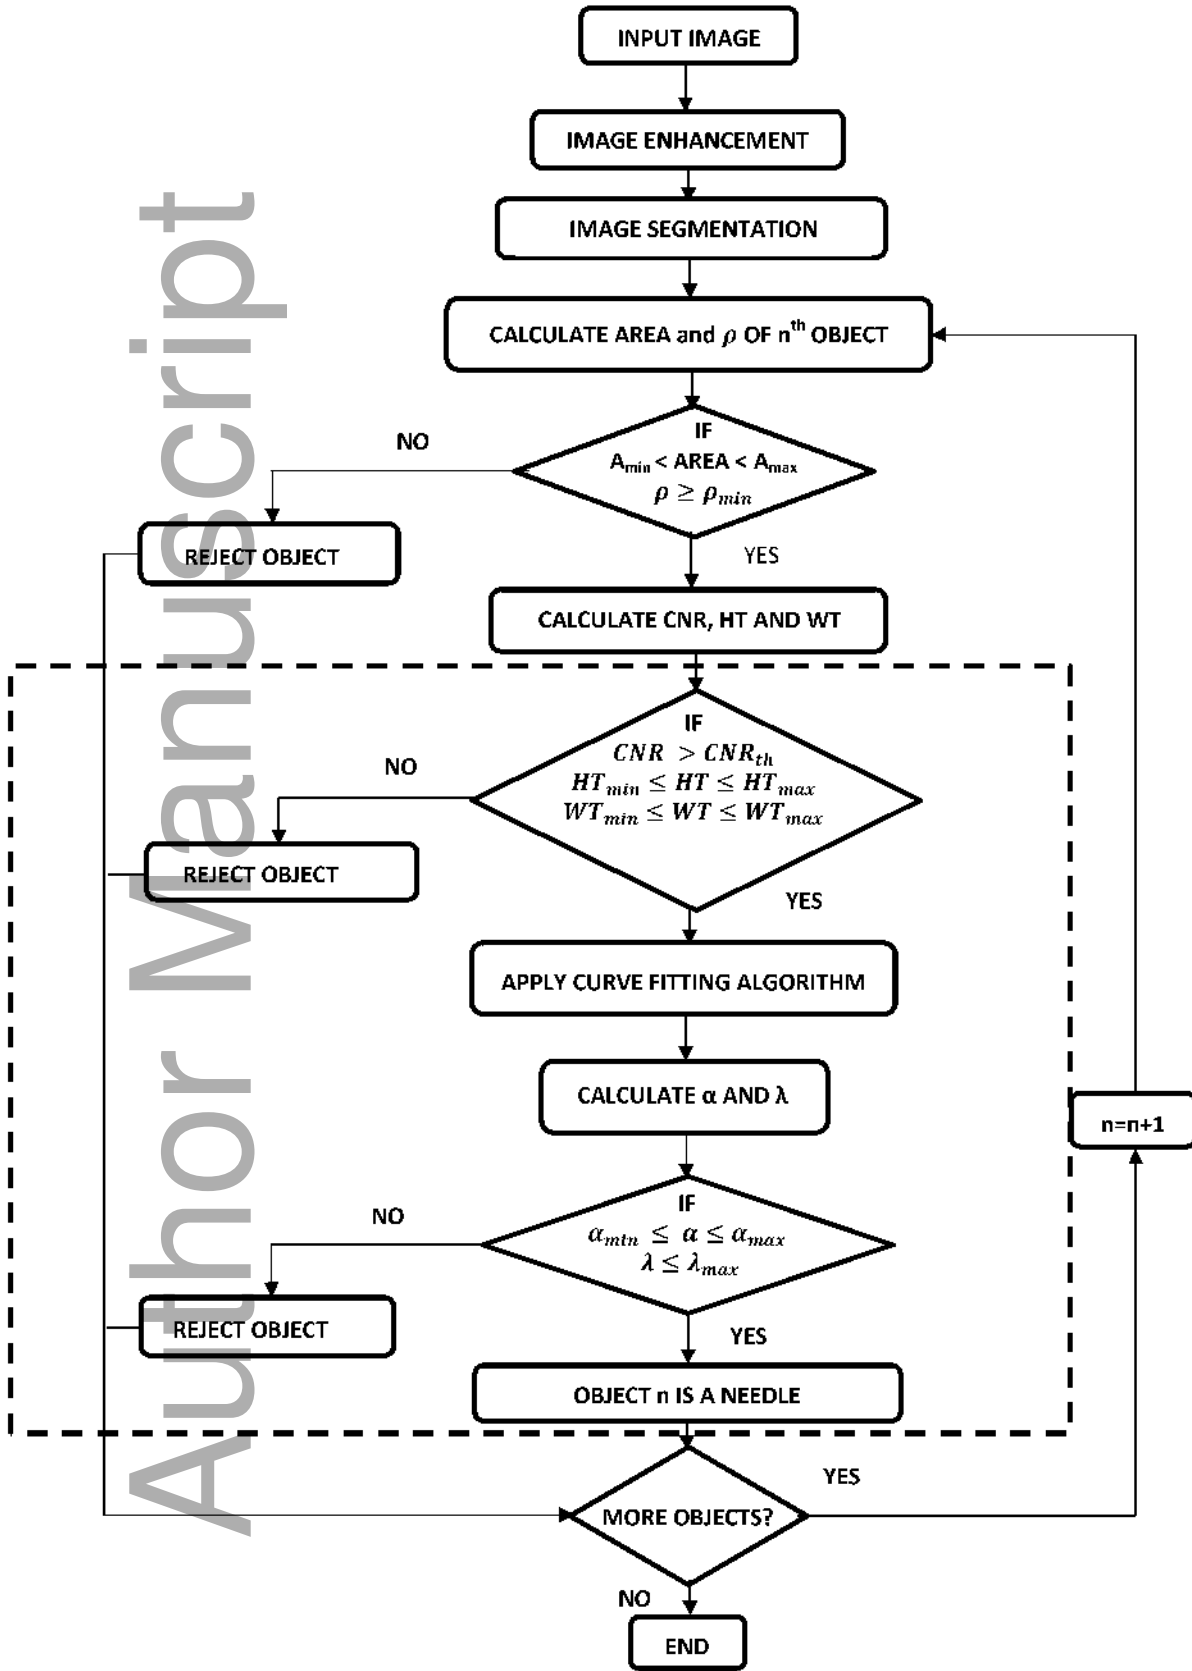 INPUT IMAGE
IMAGE ENHANCEMENT
IMAGE SEGMENTATION
CALCULATE AREA and ρ OF nth OBJECT
IF
Amin < AREA < Amax
ρ ≥ ρmin
NO
YES
REJECT OBJECT
CALCULATE CNR, HT AND WT
IF
CNR > CNRth
HTmin ≤ HT ≤ HTmax
WTmin ≤ WT ≤ WTmax
NO
REJECT OBJECT
YES
APPLY CURVE FITTING ALGORITHM
CALCULATE α AND λ
n=n+1
IF
αmin ≤ α ≤ αmax
λ ≤ λmax
NO
REJECT OBJECT
YES
OBJECT n IS A NEEDLE
MORE OBJECTS?
YES
NO
END
Author Manuscript